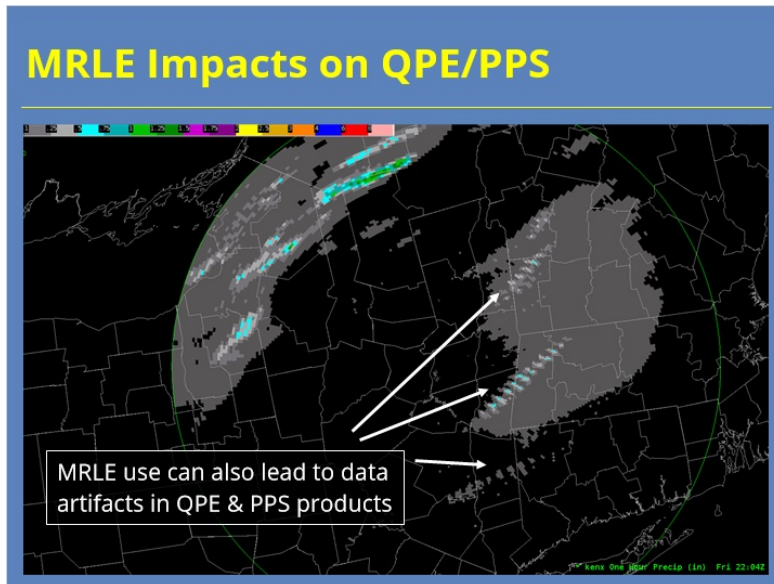 MRLE Impacts on QPE/PPS
MRLE use can also lead to data
artifacts in QPE & PPS products
kenx One Hour Precip (in) Fri 22:04Z